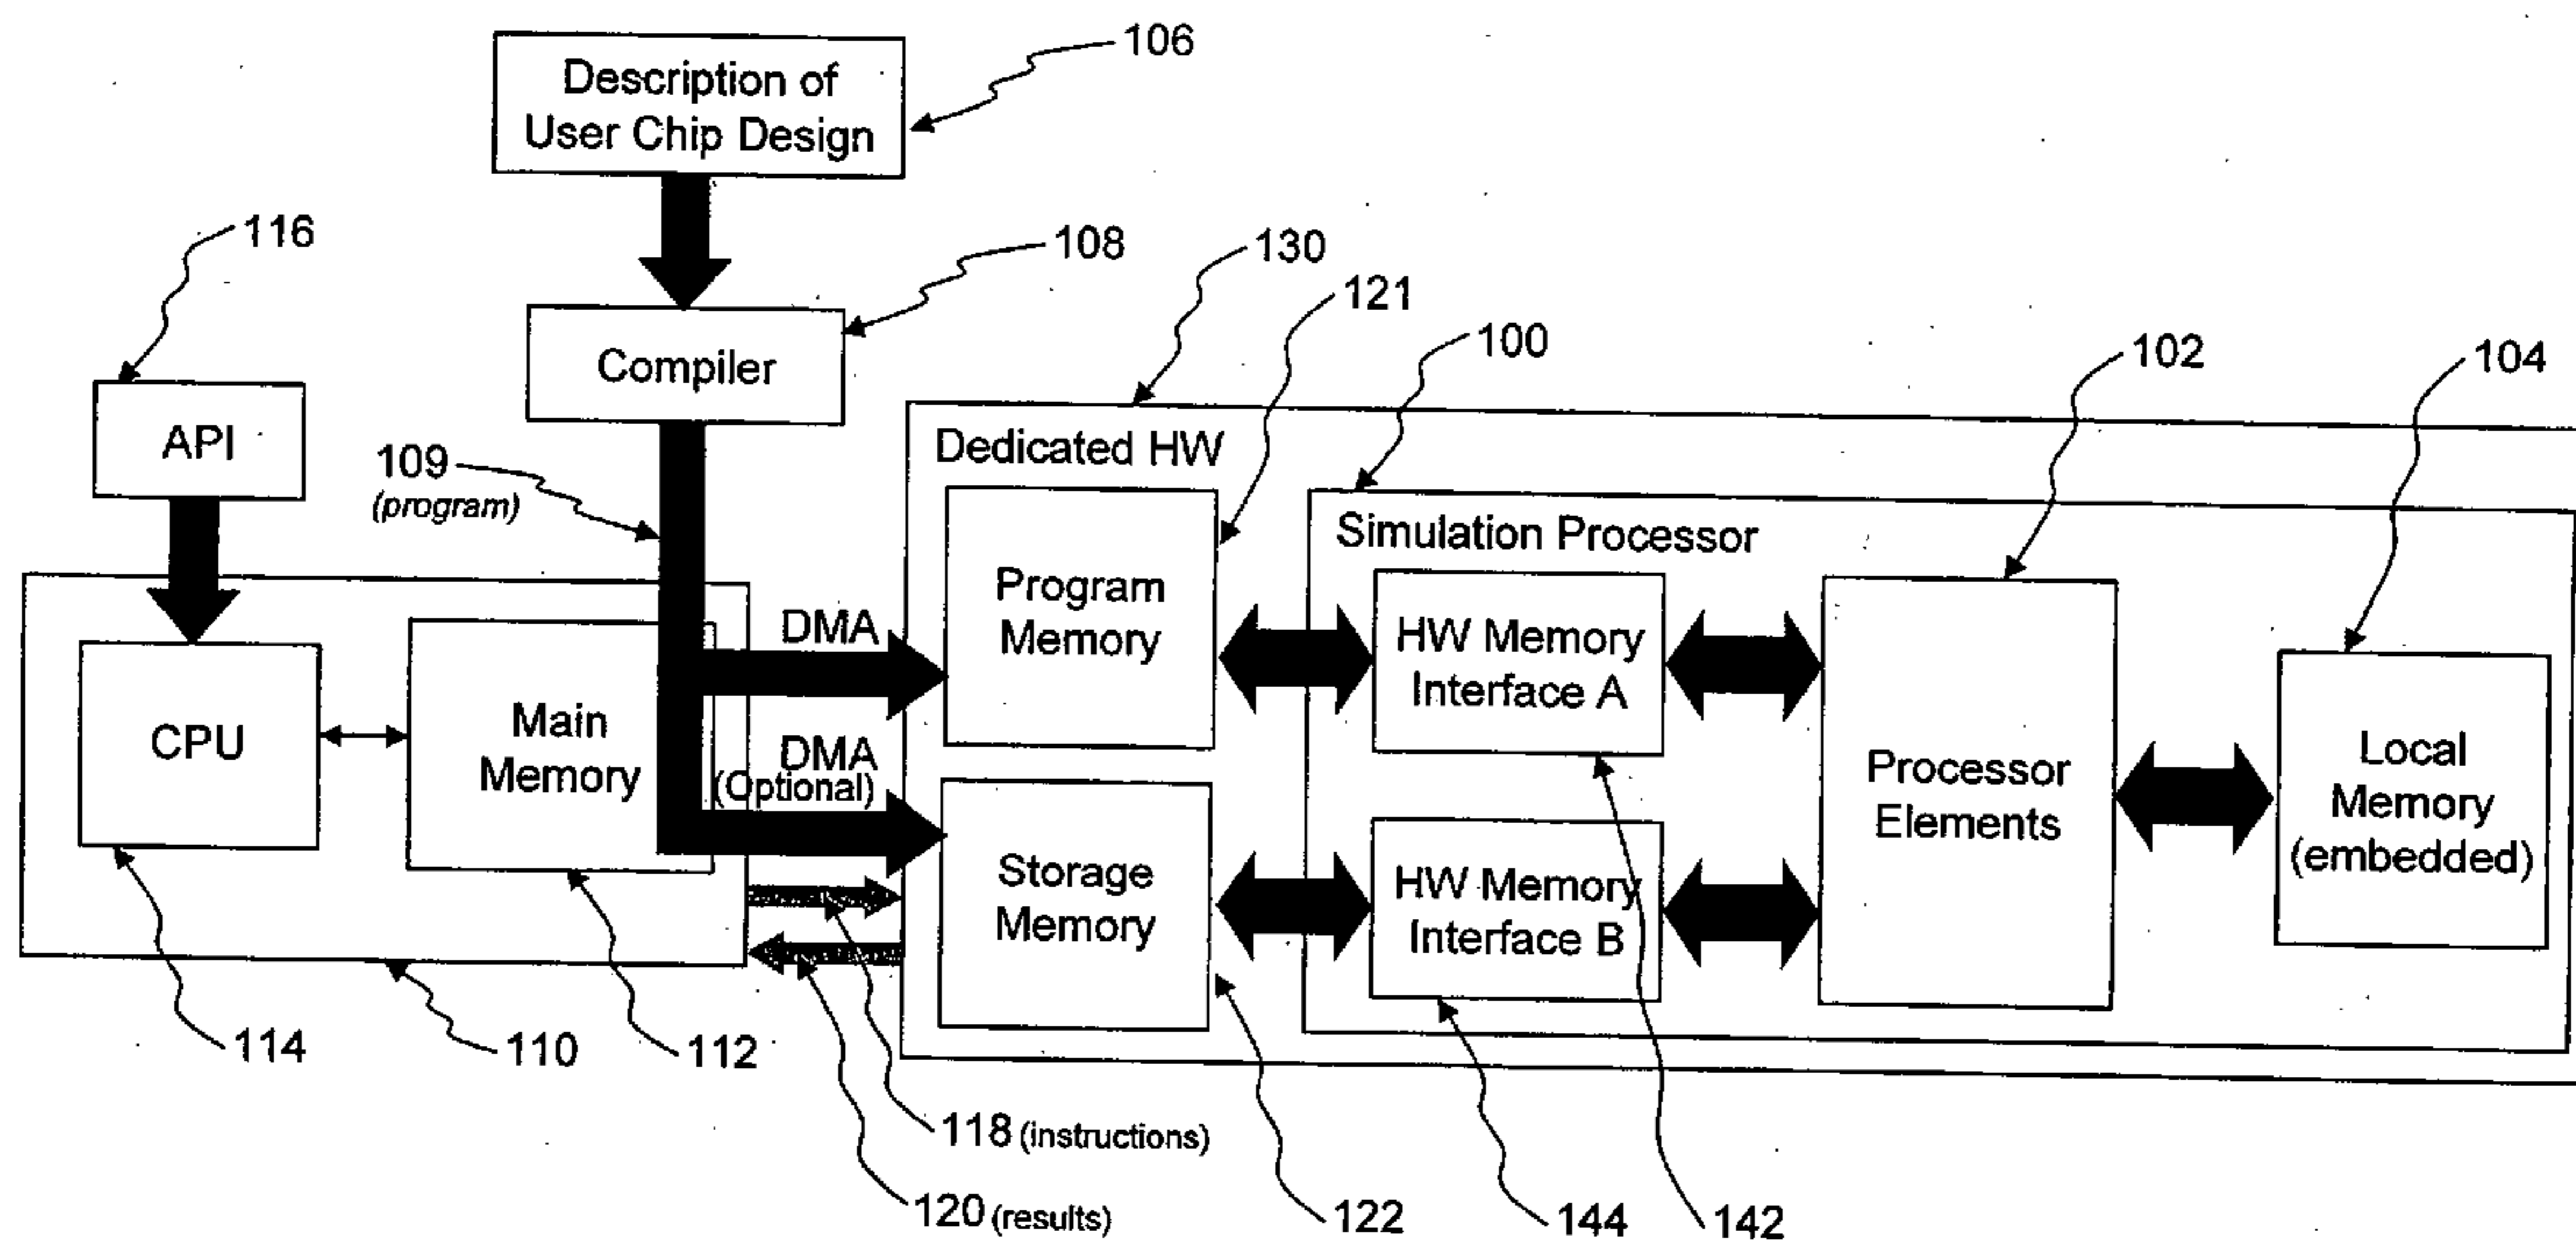 106
Description of
User Chip Design
116
108
130
121
100
102
104
Compiler
API
109
(program)
Dedicated HW
Simulation Processor
Program
Memory
HW Memory
Interface A
DMA
CPU
Main
Memory
DMA
(Optional)
Processor
Elements
Local
Memory
(embedded)
Storage
Memory
HW Memory
Interface B
114
110
112
118 (instructions)
120 (results)
122
144
142